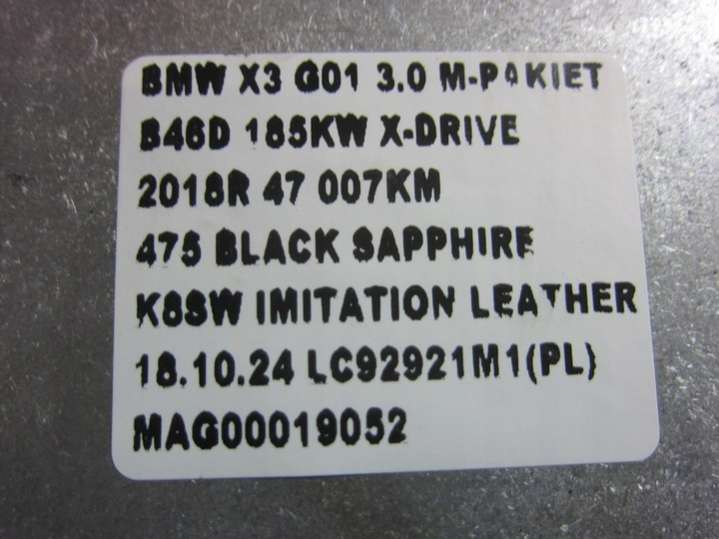 BMW X3 G01 3.0 M-PAKIET
B46D 185KW X-DRIVE
2018R 47 007KM
475 BLACK SAPPHIRE
K8SW IMITATION LEATHER
18.10.24 LC92921M1(PL)
MAG00019052